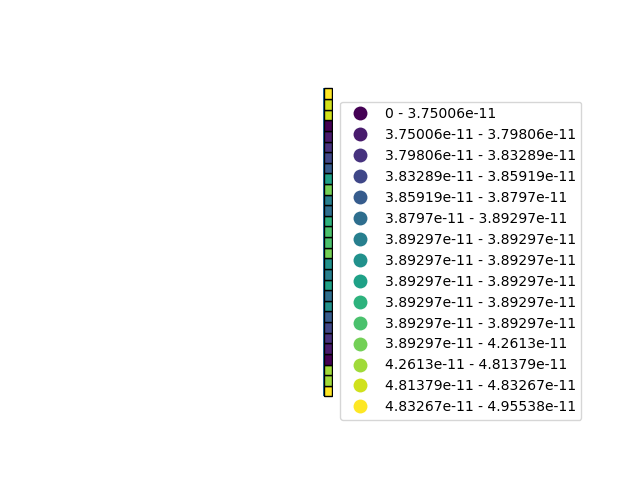 0 - 3.75006e-11
3.75006e-11 - 3.79806e-11
3.79806e-11 - 3.83289e-11
3.83289e-11 - 3.85919e-11
3.85919e-11 - 3.8797e-11
3.8797e-11 - 3.89297e-11
3.89297e-11 - 3.89297e-11
3.89297e-11 - 3.89297e-11
3.89297e-11 - 3.89297e-11
3.89297e-11 - 3.89297e-11
3.89297e-11 - 3.89297e-11
3.89297e-11 - 4.2613e-11
4.2613e-11 - 4.81379e-11
4.81379e-11 - 4.83267e-11
4.83267e-11 - 4.95538e-11